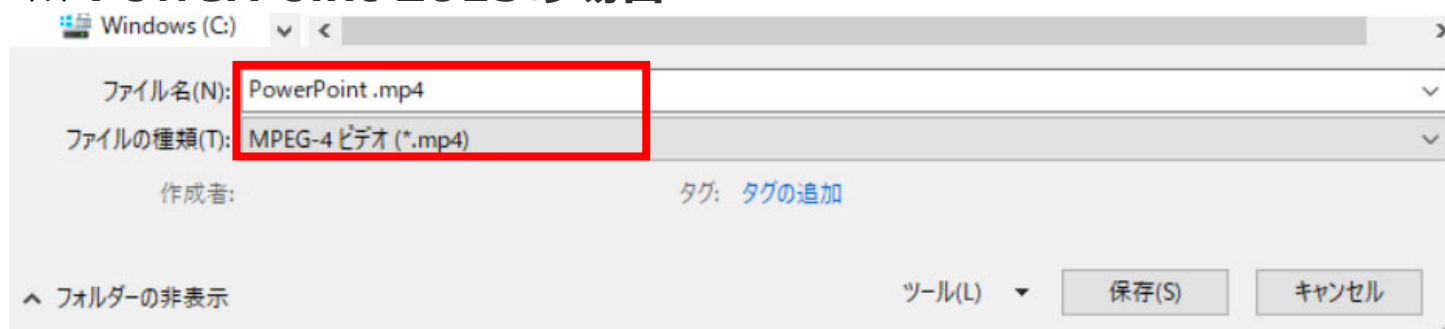 Windows (C:)
ファイル名(N): PowerPoint .mp4
ファイルの種類(T): MPEG-4 ビデオ (*.mp4)
作成者: タグ: タグの追加
フォルダーの非表示 ツール(L) 保存(S) キャンセル